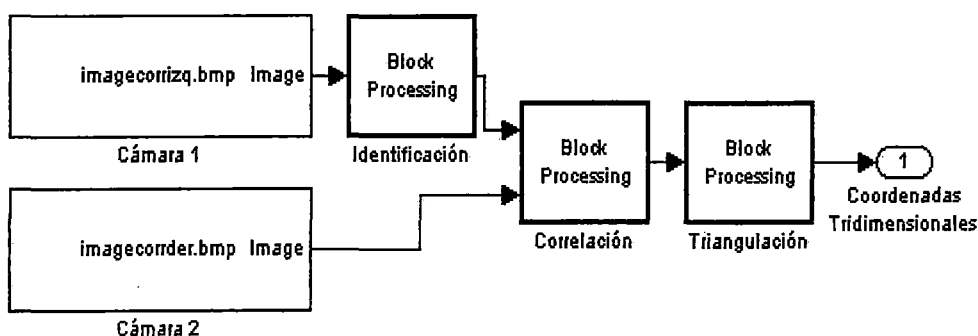 imagecorrizq.bmp Image
Cámara 1
Block
Processing
Identificación
imagecorrder.bmp Image
Cámara 2
Block
Processing
Correlación
Block
Processing
Triangulación
1
Coordenadas
Tridimensionales